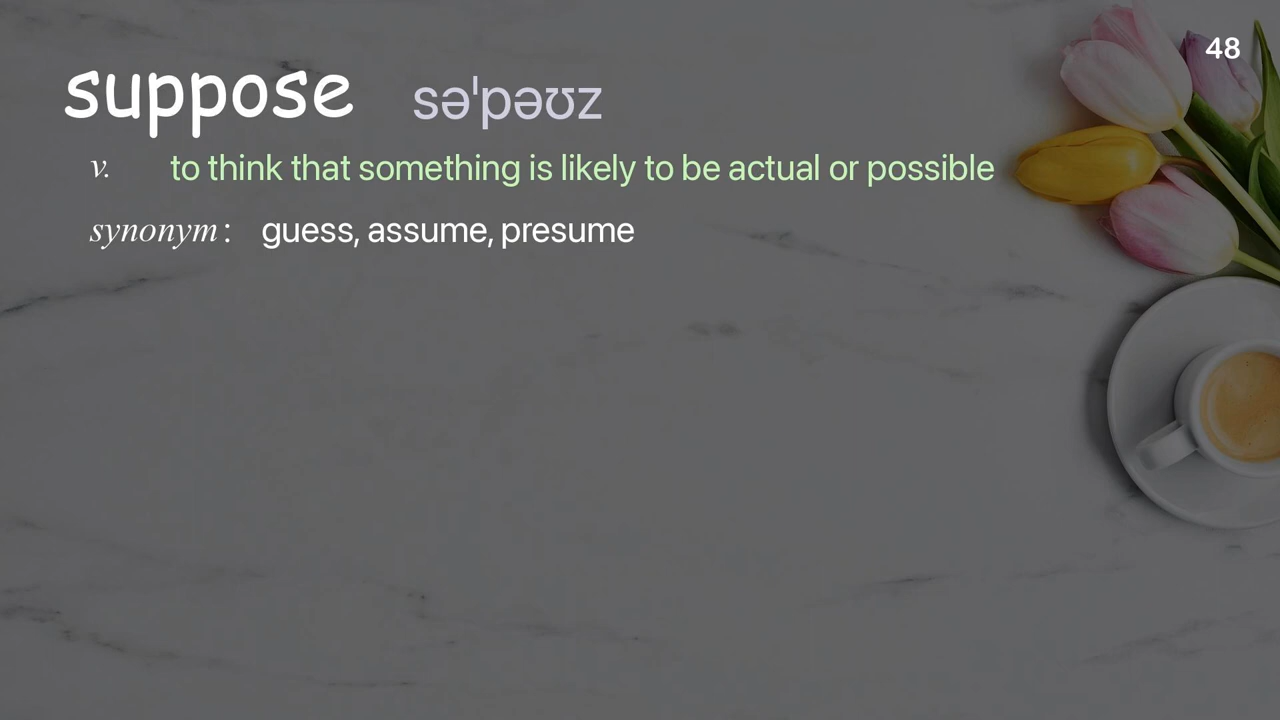 48
suppose səˈpəʊz
v. to think that something is likely to be actual or possible
synonym: guess, assume, presume